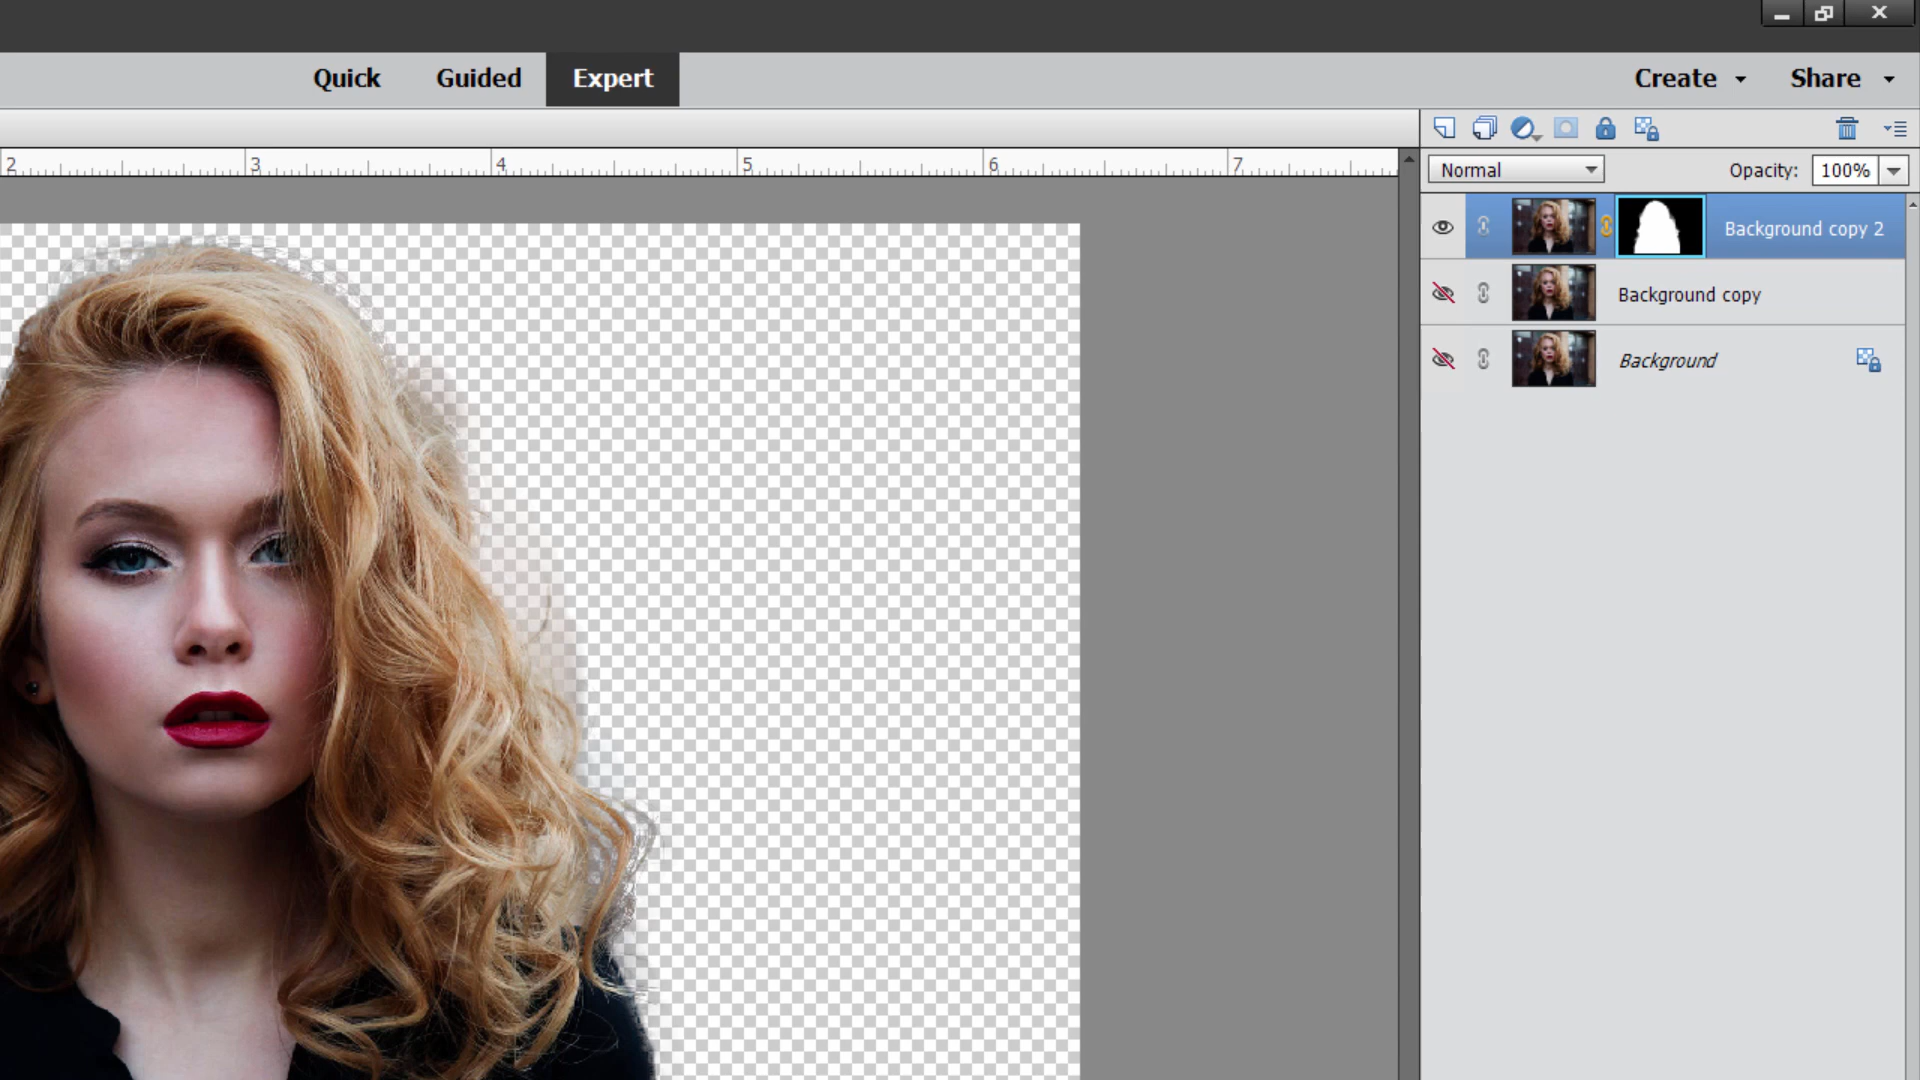 Quick Guided Expert Create Share
2 3 4 5 6 7
Normal Opacity: 100%
Background copy 2
Background copy
Background